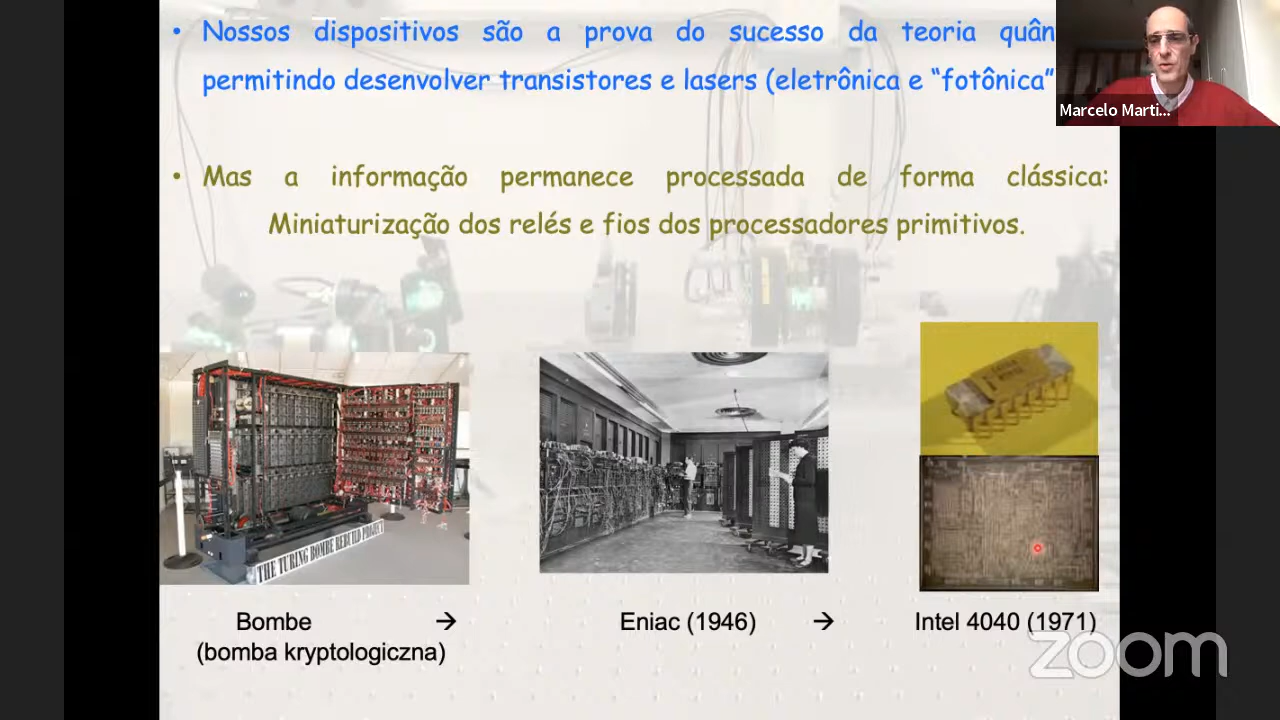 • Nossos dispositivos são a prova do sucesso da teoria quân
permitindo desenvolver transistores e lasers (eletrônica e “fotônica”
Marcelo Marti...
• Mas a informação permanece processada de forma clássica:
Miniaturização dos relés e fios dos processadores primitivos.
THE TURING BOMBE REBUILD PROJECT
Bombe → Eniac (1946) → Intel 4040 (1971)
(bomba kryptologiczna)
zoom